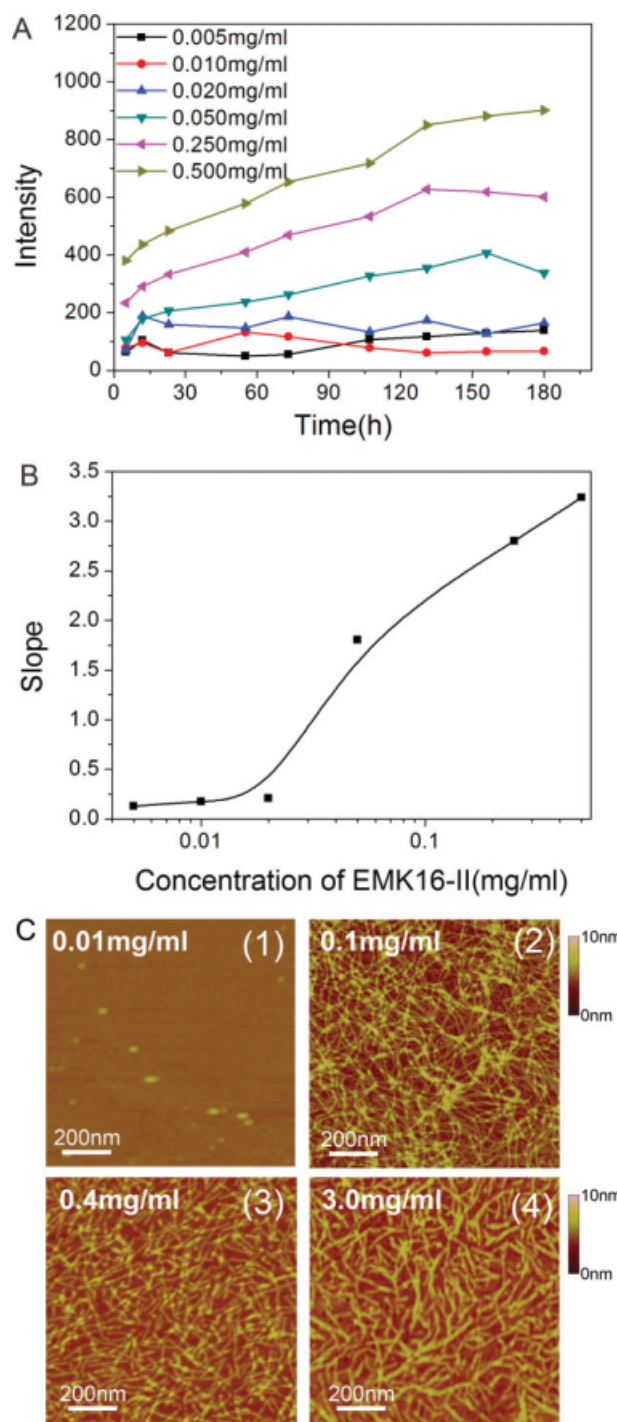 A
1200
1000
800
600
400
200
0
Intensity
0.005mg/ml
0.010mg/ml
0.020mg/ml
0.050mg/ml
0.250mg/ml
0.500mg/ml
0 30 60 90 120 150 180
Time(h)
B
3.5
3.0
2.5
2.0
1.5
1.0
0.5
0.0
Slope
0.01 0.1
Concentration of EMK16-II(mg/ml)
C
0.01mg/ml (1)
200nm
0.1mg/ml (2)
200nm
10nm
0nm
0.4mg/ml (3)
200nm
3.0mg/ml (4)
200nm
10nm
0nm